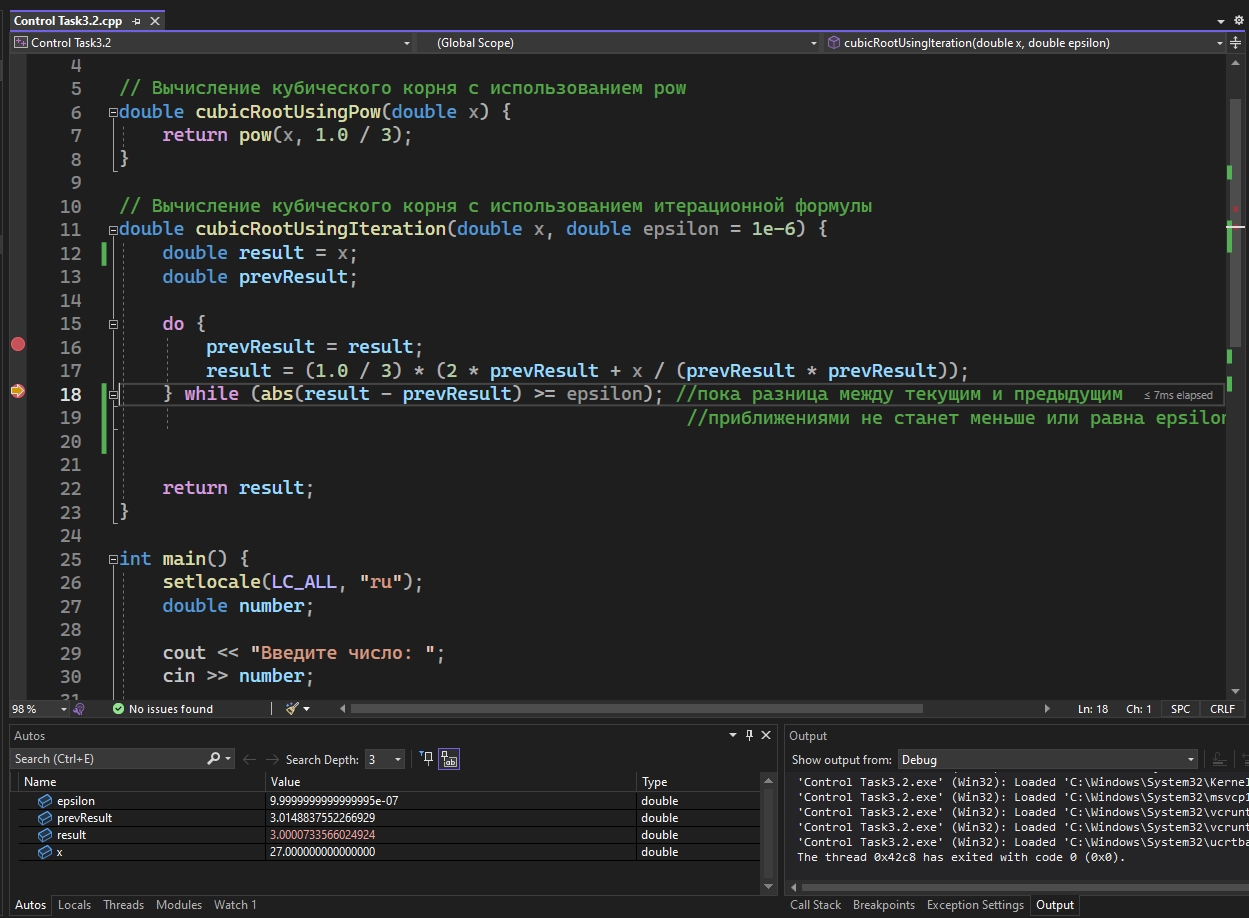 Control Task3.2.cpp
Control Task3.2 (Global Scope) cubicRootUsingIteration(double x, double epsilon)
4
5 // Вычисление кубического корня с использованием pow
6 double cubicRootUsingPow(double x) {
7 return pow(x, 1.0 / 3);
8 }
9
10 // Вычисление кубического корня с использованием итерационной формулы
11 double cubicRootUsingIteration(double x, double epsilon = 1e-6) {
12 double result = x;
13 double prevResult;
14
15 do {
16 prevResult = result;
17 result = (1.0 / 3) * (2 * prevResult + x / (prevResult * prevResult));
18 } while (abs(result - prevResult) >= epsilon); //пока разница между текущим и предыдущим ≤ 7ms elapsed
19 //приближениями не станет меньше или равна epsilon
20
21
22 return result;
23 }
24
25 int main() {
26 setlocale(LC_ALL, "ru");
27 double number;
28
29 cout << "Введите число: ";
30 cin >> number;
31
98 % No issues found Ln: 18 Ch: 1 SPC CRLF
Autos
Search (Ctrl+E) Search Depth: 3
Name Value Type
epsilon 9.9999999999999995e-07 double
prevResult 3.0148837552266929 double
result 3.0000733566024924 double
x 27.000000000000000 double
Autos Locals Threads Modules Watch 1
Output
Show output from: Debug
'Control Task3.2.exe' (Win32): Loaded 'C:\Windows\System32\Kernel
'Control Task3.2.exe' (Win32): Loaded 'C:\Windows\System32\msvcp1
'Control Task3.2.exe' (Win32): Loaded 'C:\Windows\System32\vcrunt
'Control Task3.2.exe' (Win32): Loaded 'C:\Windows\System32\vcrunt
'Control Task3.2.exe' (Win32): Loaded 'C:\Windows\System32\ucrtba
The thread 0x42c8 has exited with code 0 (0x0).
Call Stack Breakpoints Exception Settings Output